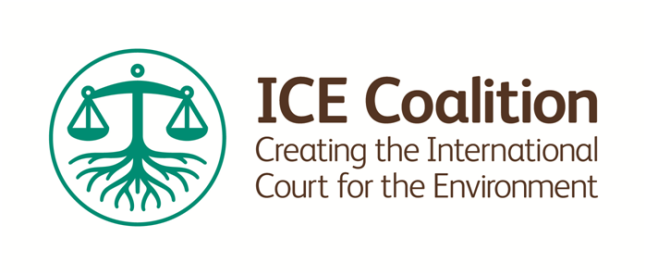 ICE Coalition
Creating the International
Court for the Environment